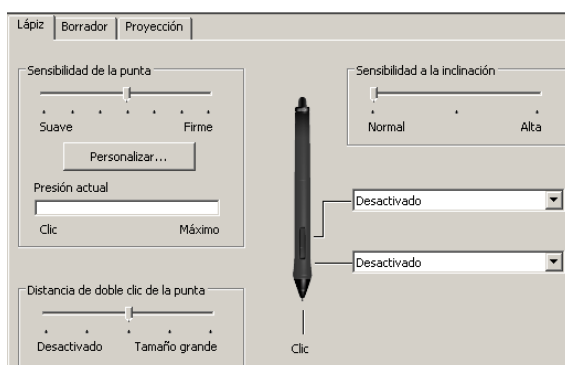 Lápiz
Borrador
Proyección
Sensibilidad de la punta
Suave
Firme
Personalizar...
Presión actual
Clic
Máximo
Distancia de doble clic de la punta
Desactivado
Tamaño grande
Clic
Sensibilidad a la inclinación
Normal
Alta
Desactivado
Desactivado